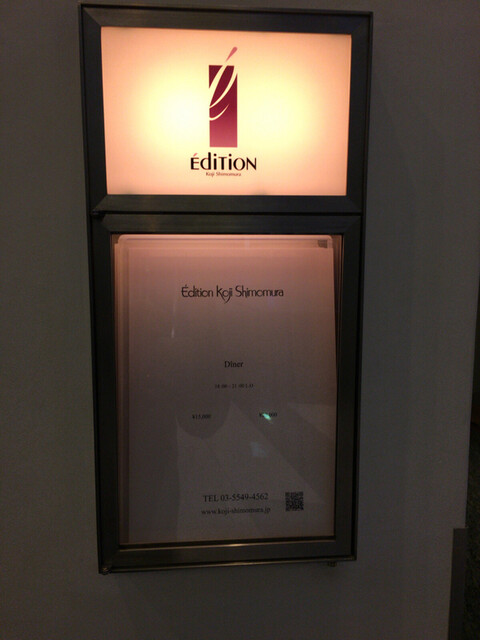 É
ÉDITION
Koji Shimomura
Édition Koji Shimomura
Dîner
TEL 03-5549-4562
www.koji-shimomura.jp